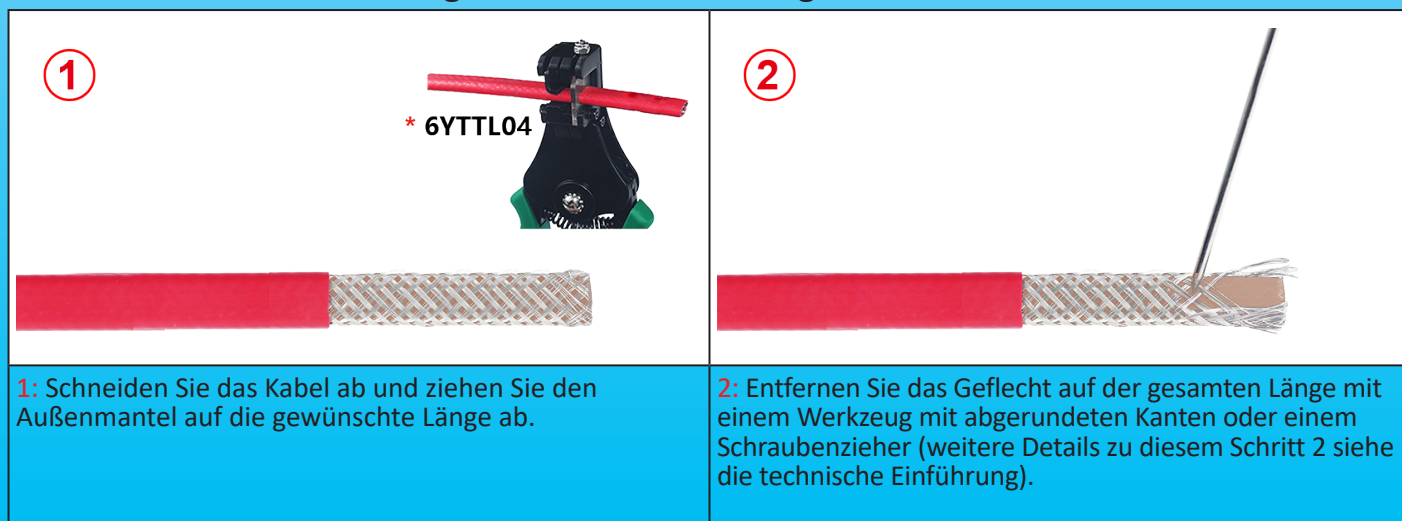 ①
* 6YTTL04
②
1: Schneiden Sie das Kabel ab und ziehen Sie den
Außenmantel auf die gewünschte Länge ab.
2: Entfernen Sie das Geflecht auf der gesamten Länge mit
einem Werkzeug mit abgerundeten Kanten oder einem
Schraubenzieher (weitere Details zu diesem Schritt 2 siehe
die technische Einführung).